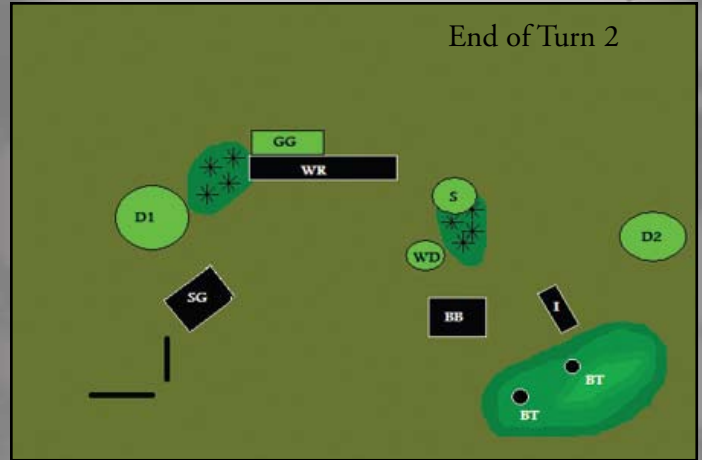 End of Turn 2
GG
WR
S
D1
D2
WD
SG
I
BB
BT
BT